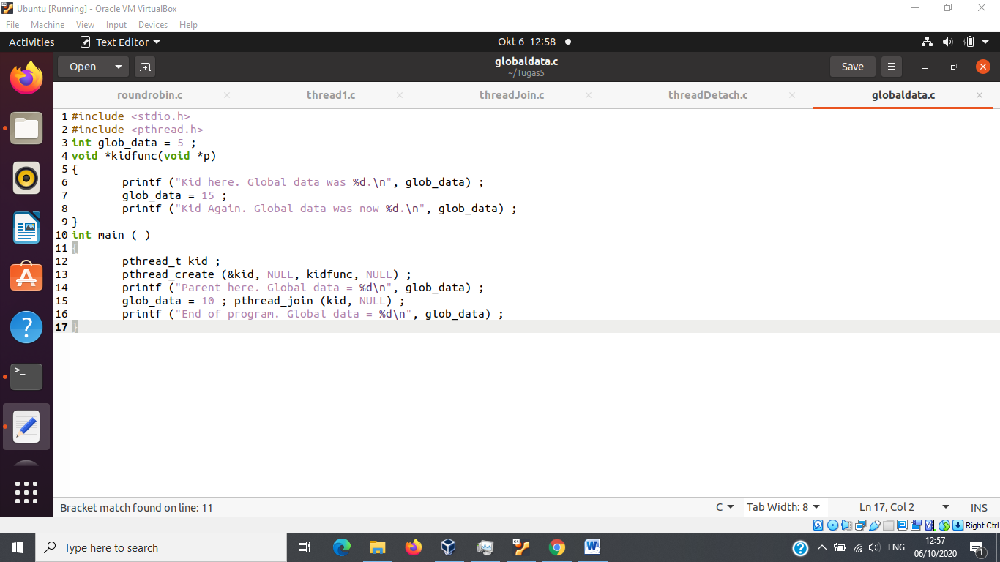 Ubuntu [Running] - Oracle VM VirtualBox
File Machine View Input Devices Help
Activities Text Editor Okt 6 12:58
Open globaldata.c Save
~/Tugas5
roundrobin.c thread1.c threadJoin.c threadDetach.c globaldata.c
1 #include <stdio.h>
2 #include <pthread.h>
3 int glob_data = 5 ;
4 void *kidfunc(void *p)
5 {
6 printf ("Kid here. Global data was %d.\n", glob_data) ;
7 glob_data = 15 ;
8 printf ("Kid Again. Global data was now %d.\n", glob_data) ;
9 }
10 int main ( )
11 {
12 pthread_t kid ;
13 pthread_create (&kid, NULL, kidfunc, NULL) ;
14 printf ("Parent here. Global data = %d\n", glob_data) ;
15 glob_data = 10 ; pthread_join (kid, NULL) ;
16 printf ("End of program. Global data = %d\n", glob_data) ;
17 }
Bracket match found on line: 11 C Tab Width: 8 Ln 17, Col 2 INS
Right Ctrl
Type here to search ENG 12:57
06/10/2020 1